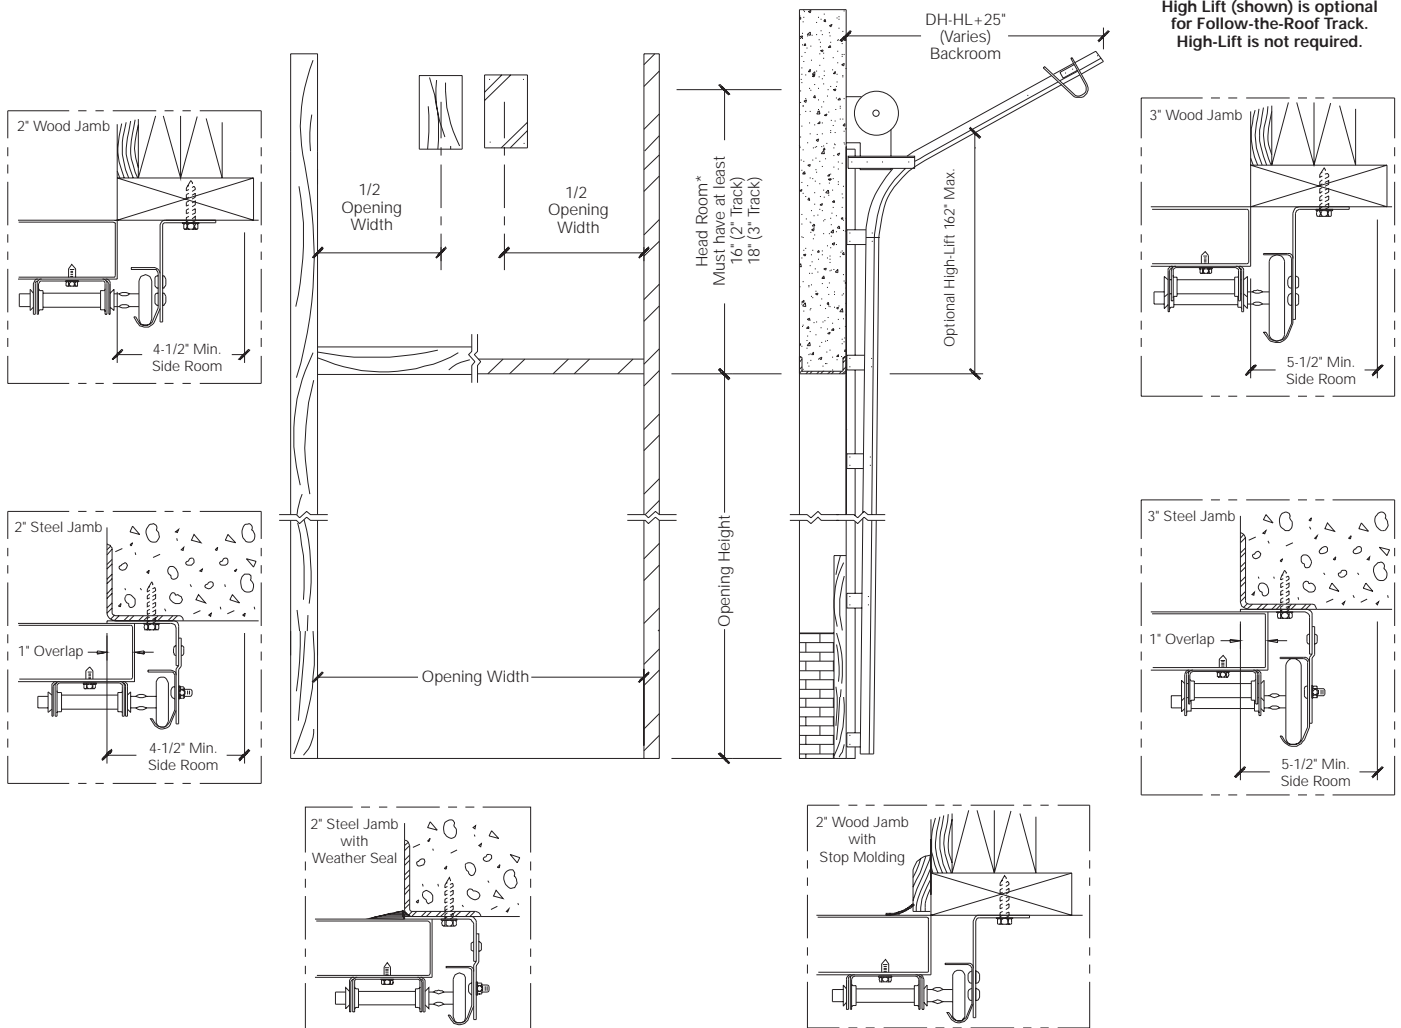 High Lift (shown) is optional
for Follow-the-Roof Track.
High-Lift is not required.
DH-HL+25"
(Varies)
Backroom
2" Wood Jamb
4-1/2" Min.
Side Room
1/2
Opening
Width
1/2
Opening
Width
Head Room*
Must have at least
16" (2" Track)
18" (3" Track)
Optional High-Lift 162" Max.
3" Wood Jamb
5-1/2" Min.
Side Room
2" Steel Jamb
1" Overlap
4-1/2" Min.
Side Room
Opening Width
Opening Height
3" Steel Jamb
1" Overlap
5-1/2" Min.
Side Room
2" Steel Jamb
with
Weather Seal
2" Wood Jamb
with
Stop Molding